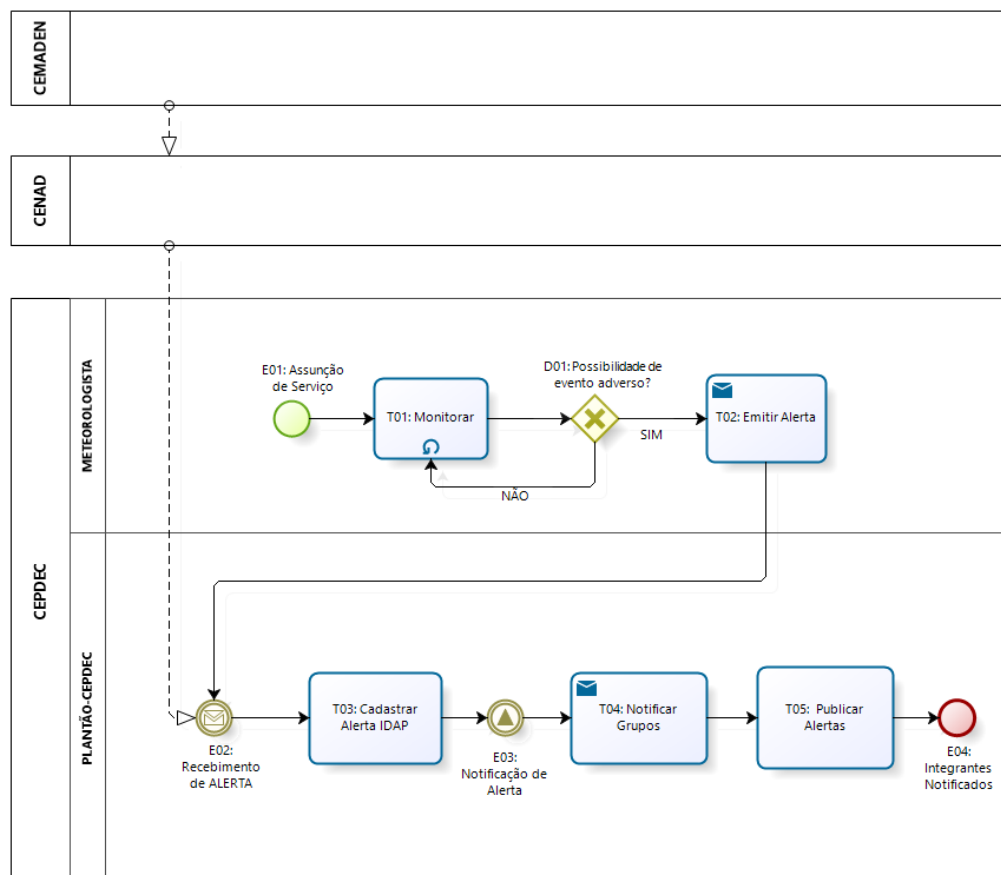 CEMADEN
CENAD
CEPDEC
METEOROLOGISTA
E01: Assunção
de Serviço
T01: Monitorar
D01: Possibilidade de
evento adverso?
SIM
NÃO
T02: Emitir Alerta
PLANTÃO-CEPDEC
E02:
Recebimento
de ALERTA
T03: Cadastrar
Alerta IDAP
E03:
Notificação de
Alerta
T04: Notificar
Grupos
T05: Publicar
Alertas
E04:
Integrantes
Notificados